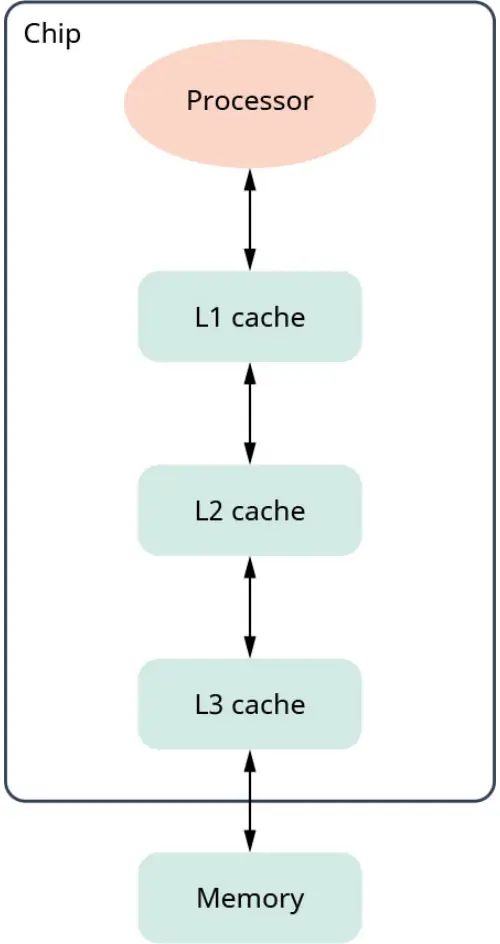 Chip
Processor
L1 cache
L2 cache
L3 cache
Memory